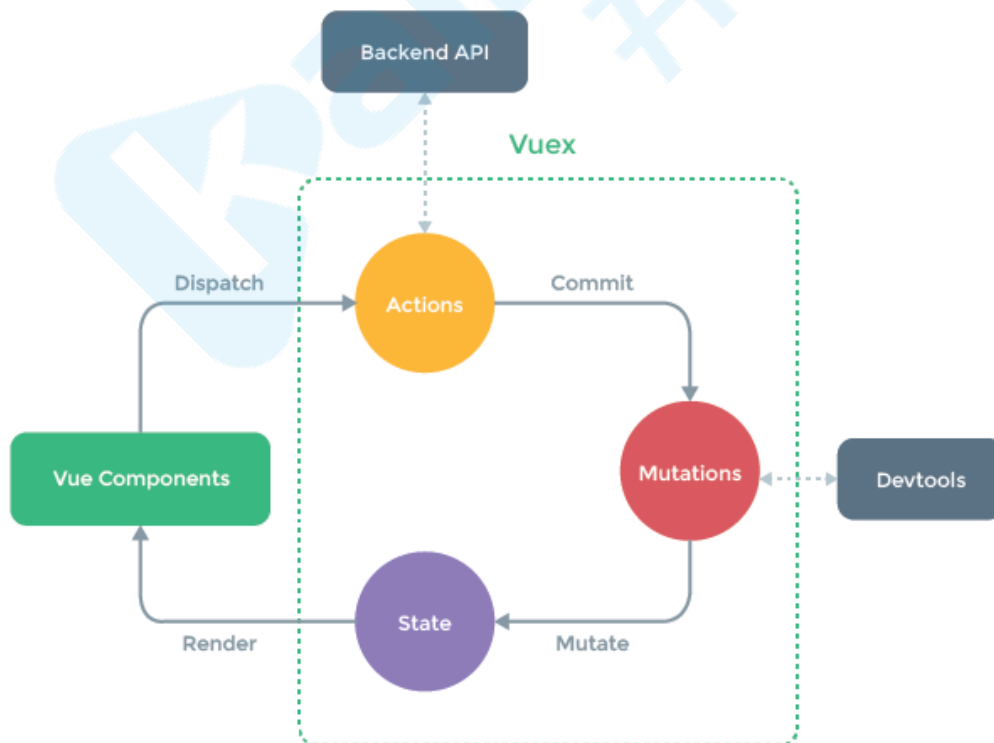 Backend API
Vuex
Dispatch
Actions
Commit
Vue Components
Mutations
Devtools
State
Render
Mutate